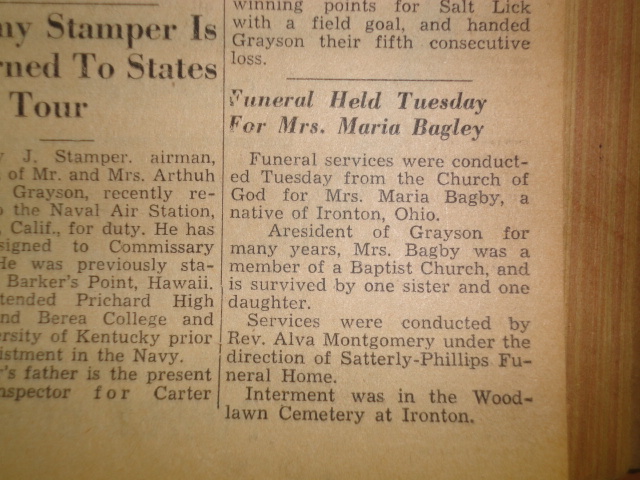 ny Stamper Is
rned To States
Tour
y J. Stamper. airman,
of Mr. and Mrs. Arthuh
Grayson, recently re-
o the Naval Air Station,
, Calif., for duty. He has
signed to Commissary
He was previously sta-
Barker's Point, Hawaii.
tended Prichard High
nd Berea College and
ersity of Kentucky prior
istment in the Navy.
r's father is the present
nspector for Carter
winning points for Salt Lick
with a field goal, and handed
Grayson their fifth consecutive
loss.
Funeral Held Tuesday
For Mrs. Maria Bagley
Funeral services were conduct-
ed Tuesday from the Church of
God for Mrs. Maria Bagby, a
native of Ironton, Ohio.
Aresident of Grayson for
many years, Mrs. Bagby was a
member of a Baptist Church, and
is survived by one sister and one
daughter.
Services were conducted by
Rev. Alva Montgomery under the
direction of Satterly-Phillips Fu-
neral Home.
Interment was in the Wood-
lawn Cemetery at Ironton.